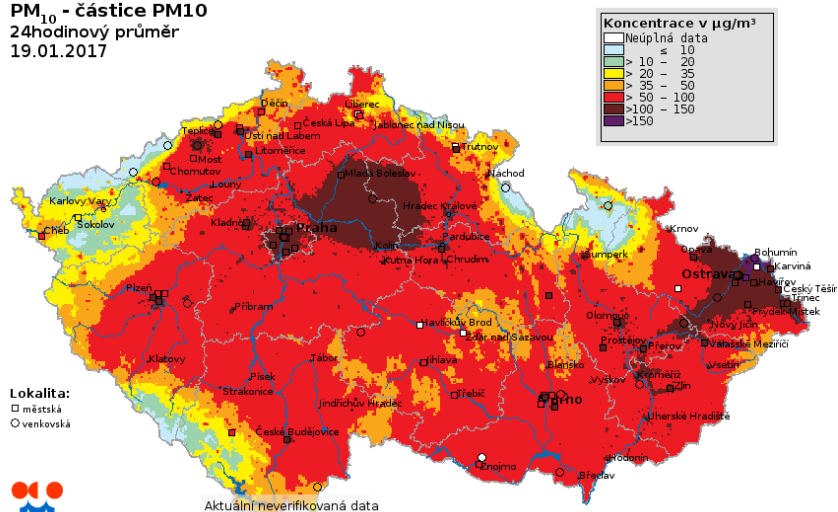 PM10 - částice PM10
24hodinový průměr
19.01.2017
Koncentrace v µg/m³
Neúplná data
≤ 10
> 10 – 20
> 20 – 35
> 35 – 50
> 50 – 100
>100 – 150
>150
Děčín
Liberec
Jablonec nad Nisou
Česká Lípa
Teplice
Ústí nad Labem
Trutnov
Litoměřice
Most
Chomutov
Mladá Boleslav
Náchod
Louny
Žatec
Karlovy Vary
Hradec Králové
Sokolov
Cheb
Kladno
Praha
Krnov
Pardubice
Kolín
Opava
Bohumín
Šumperk
Kutná Hora
Chrudim
Karviná
Ostrava
Havířov
Plzeň
Český Těšín
Třinec
Příbram
Frýdek-Místek
Olomouc
Havlíčkův Brod
Nový Jičín
Žďár nad Sázavou
Prostějov
Přerov
Valašské Meziříčí
Klatovy
Tábor
Jihlava
Blansko
Vsetín
Písek
Vyškov
Kroměříž
Strakonice
Třebíč
Zlín
Lokalita:
městská
venkovská
Jindřichův Hradec
Brno
Uherské Hradiště
České Budějovice
Hodonín
Znojmo
Břeclav
Aktuální neverifikovaná data